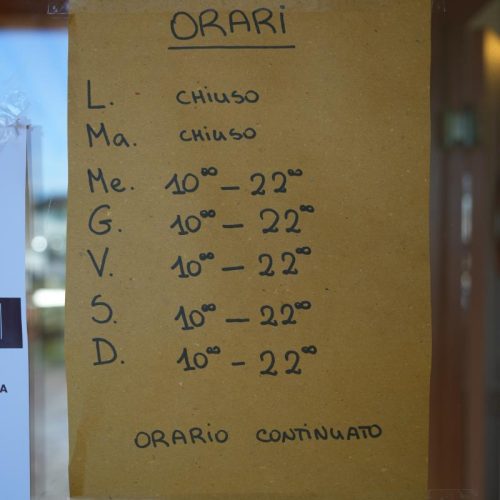 ORARI
L. CHIUSO
Ma. CHIUSO
Me. 10⁰⁰ - 22⁰⁰
G. 10⁰⁰ - 22⁰⁰
V. 10⁰⁰ - 22⁰⁰
S. 10⁰⁰ - 22⁰⁰
D. 10⁰⁰ - 22⁰⁰
ORARIO CONTINUATO